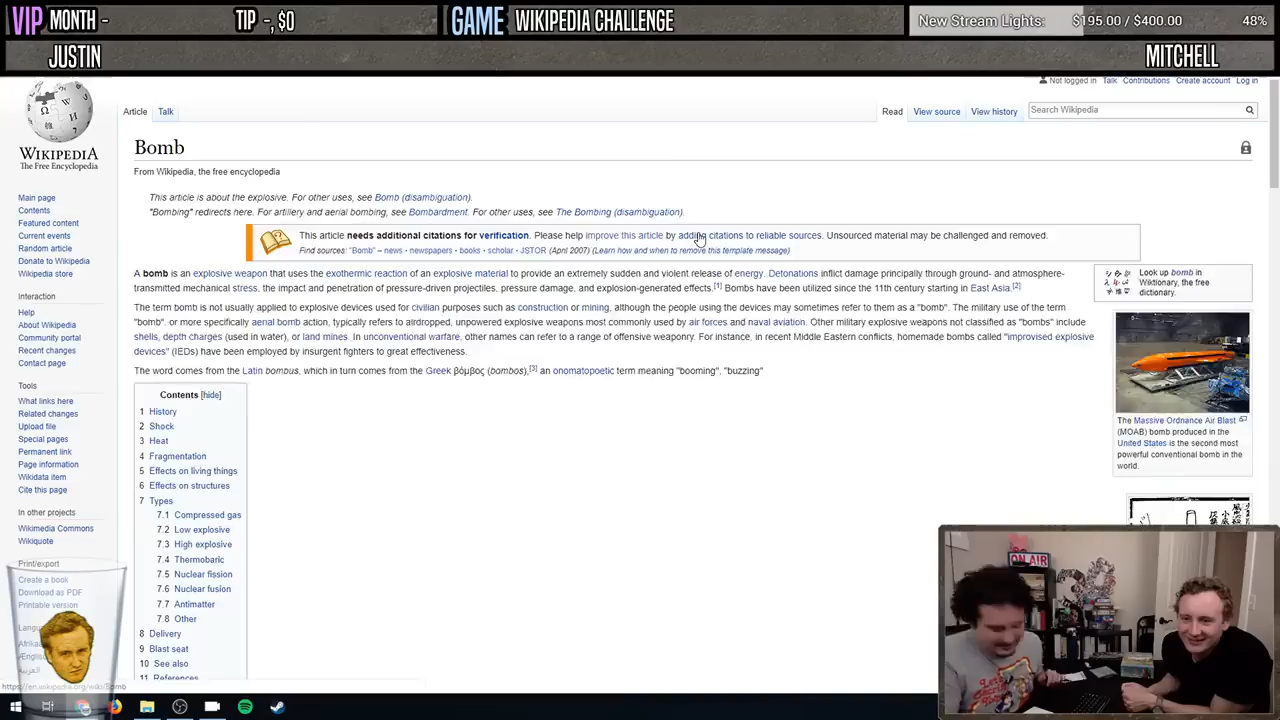 VIP MONTH -
TIP -, $0
GAME WIKIPEDIA CHALLENGE
New Stream Lights: $195.00 / $400.00 48%
JUSTIN
MITCHELL
Not logged in Talk Contributions Create account Log in
WIKIPEDIA
The Free Encyclopedia
Article Talk
Read View source View history
Search Wikipedia
Bomb
From Wikipedia, the free encyclopedia
This article is about the explosive. For other uses, see Bomb (disambiguation).
"Bombing" redirects here. For artillery and aerial bombing, see Bombardment. For other uses, see The Bombing (disambiguation).
This article needs additional citations for verification. Please help improve this article by adding citations to reliable sources. Unsourced material may be challenged and removed.
Find sources: "Bomb" – news · newspapers · books · scholar · JSTOR (April 2007) (Learn how and when to remove this template message)
A bomb is an explosive weapon that uses the exothermic reaction of an explosive material to provide an extremely sudden and violent release of energy. Detonations inflict damage principally through ground- and atmosphere-
transmitted mechanical stress, the impact and penetration of pressure-driven projectiles, pressure damage, and explosion-generated effects.[1] Bombs have been utilized since the 11th century starting in East Asia.[2]
The term bomb is not usually applied to explosive devices used for civilian purposes such as construction or mining, although the people using the devices may sometimes refer to them as a "bomb". The military use of the term
"bomb", or more specifically aerial bomb action, typically refers to airdropped, unpowered explosive weapons most commonly used by air forces and naval aviation. Other military explosive weapons not classified as "bombs" include
shells, depth charges (used in water), or land mines. In unconventional warfare, other names can refer to a range of offensive weaponry. For instance, in recent Middle Eastern conflicts, homemade bombs called "improvised explosive
devices" (IEDs) have been employed by insurgent fighters to great effectiveness.
The word comes from the Latin bombus, which in turn comes from the Greek βόμβος (bombos),[3] an onomatopoetic term meaning "booming", "buzzing"
Look up bomb in
Wiktionary, the free
dictionary.
The Massive Ordnance Air Blast
(MOAB) bomb produced in the
United States is the second most
powerful conventional bomb in the
world.
Contents [hide]
1 History
2 Shock
3 Heat
4 Fragmentation
5 Effects on living things
6 Effects on structures
7 Types
7.1 Compressed gas
7.2 Low explosive
7.3 High explosive
7.4 Thermobaric
7.5 Nuclear fission
7.6 Nuclear fusion
7.7 Antimatter
7.8 Other
8 Delivery
9 Blast seat
10 See also
11 References
Main page
Contents
Featured content
Current events
Random article
Donate to Wikipedia
Wikipedia store
Interaction
Help
About Wikipedia
Community portal
Recent changes
Contact page
Tools
What links here
Related changes
Upload file
Special pages
Permanent link
Page information
Wikidata item
Cite this page
In other projects
Wikimedia Commons
Wikiquote
Print/export
Create a book
Download as PDF
Printable version
https://en.wikipedia.org/wiki/Bomb
ON AIR